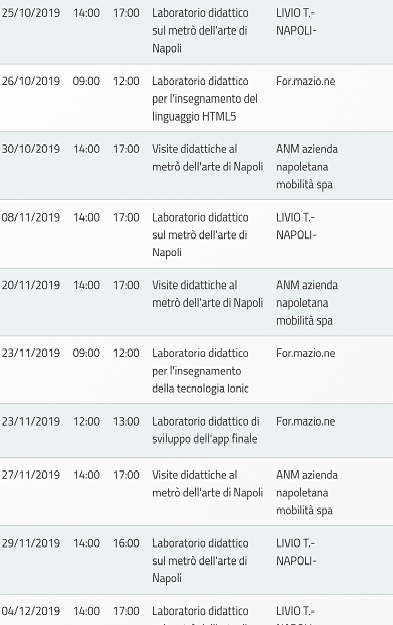 25/10/2019 14:00 17:00 Laboratorio didattico LIVIO T.-
sul metrò dell'arte di NAPOLI-
Napoli
26/10/2019 09:00 12:00 Laboratorio didattico For.mazio.ne
per l'insegnamento del
linguaggio HTML5
30/10/2019 14:00 17:00 Visite didattiche al ANM azienda
metrò dell'arte di Napoli napoletana
mobilità spa
08/11/2019 14:00 17:00 Laboratorio didattico LIVIO T.-
sul metrò dell'arte di NAPOLI-
Napoli
20/11/2019 14:00 17:00 Visite didattiche al ANM azienda
metrò dell'arte di Napoli napoletana
mobilità spa
23/11/2019 09:00 12:00 Laboratorio didattico For.mazio.ne
per l'insegnamento
della tecnologia Ionic
23/11/2019 12:00 13:00 Laboratorio didattico di For.mazio.ne
sviluppo dell'app finale
27/11/2019 14:00 17:00 Visite didattiche al ANM azienda
metrò dell'arte di Napoli napoletana
mobilità spa
29/11/2019 14:00 16:00 Laboratorio didattico LIVIO T.-
sul metrò dell'arte di NAPOLI-
Napoli
04/12/2019 14:00 17:00 Laboratorio didattico LIVIO T.-